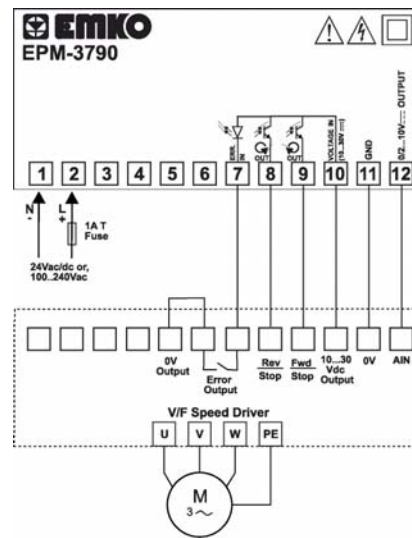 EMKO
EPM-3790
ERR. IN
OUT
OUT
VOLTAGE IN
(10...30V ⎓)
GND
0/2...10V ⎓ OUTPUT
1 2 3 4 5 6 7 8 9 10 11 12
N
-
L
+
1A T
Fuse
24Vac/dc or,
100..240Vac
0V
Output
Error
Output
Rev
Stop
Fwd
Stop
10...30
Vdc
Output
0V
AIN
V/F Speed Driver
U V W PE
M
3 ~